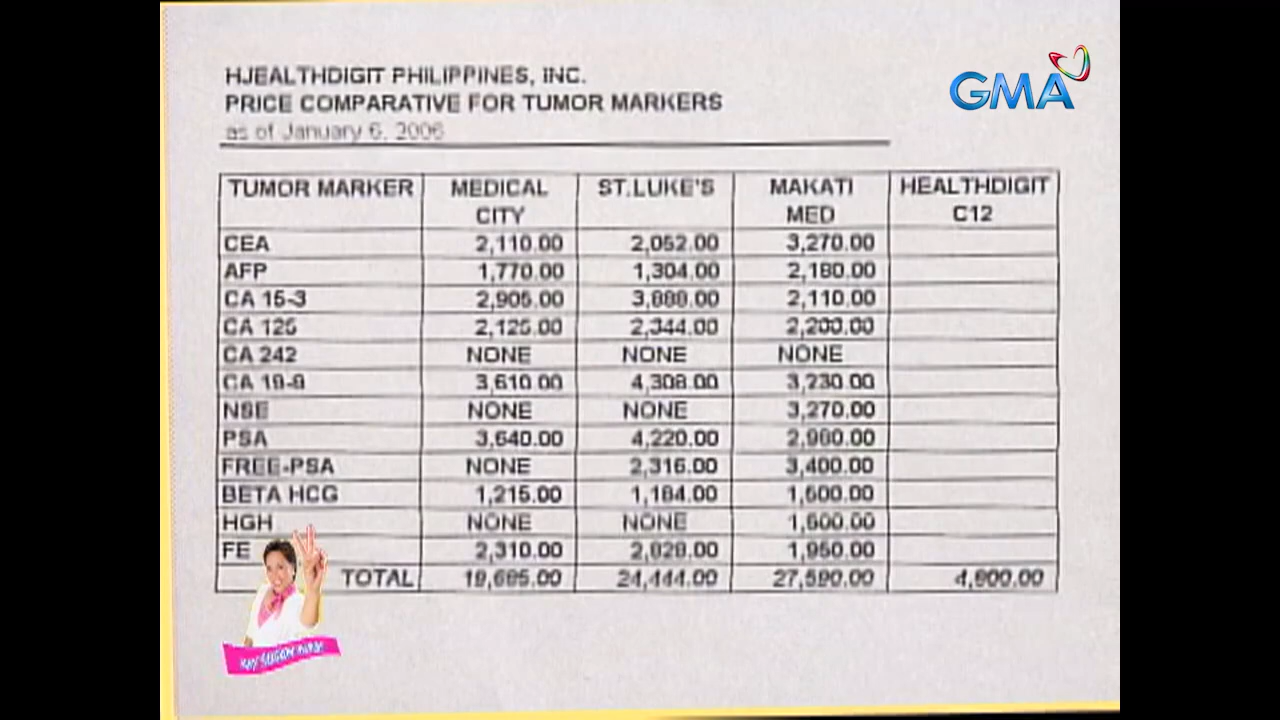 GMA
HJEALTHDIGIT PHILIPPINES, INC.
PRICE COMPARATIVE FOR TUMOR MARKERS
as of January 6, 2006
TUMOR MARKER MEDICAL CITY ST.LUKE'S MAKATI MED HEALTHDIGIT C12
CEA 2,110.00 2,052.00 3,270.00
AFP 1,770.00 1,304.00 2,180.00
CA 15-3 2,905.00 3,888.00 2,110.00
CA 125 2,125.00 2,344.00 2,200.00
CA 242 NONE NONE NONE
CA 19-9 3,610.00 4,308.00 3,230.00
NSE NONE NONE 3,270.00
PSA 3,640.00 4,220.00 2,980.00
FREE-PSA NONE 2,316.00 3,400.00
BETA HCG 1,215.00 1,184.00 1,500.00
HGH NONE NONE 1,500.00
FE 2,310.00 2,828.00 1,950.00
TOTAL 19,685.00 24,444.00 27,590.00
KAY SUSAN TAYO!